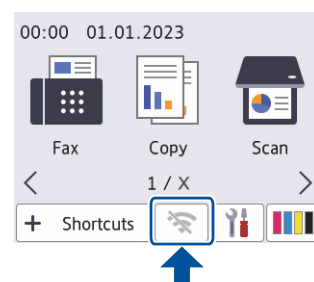 00:00 01.01.2023
Fax Copy Scan
< 1 / X >
+ Shortcuts